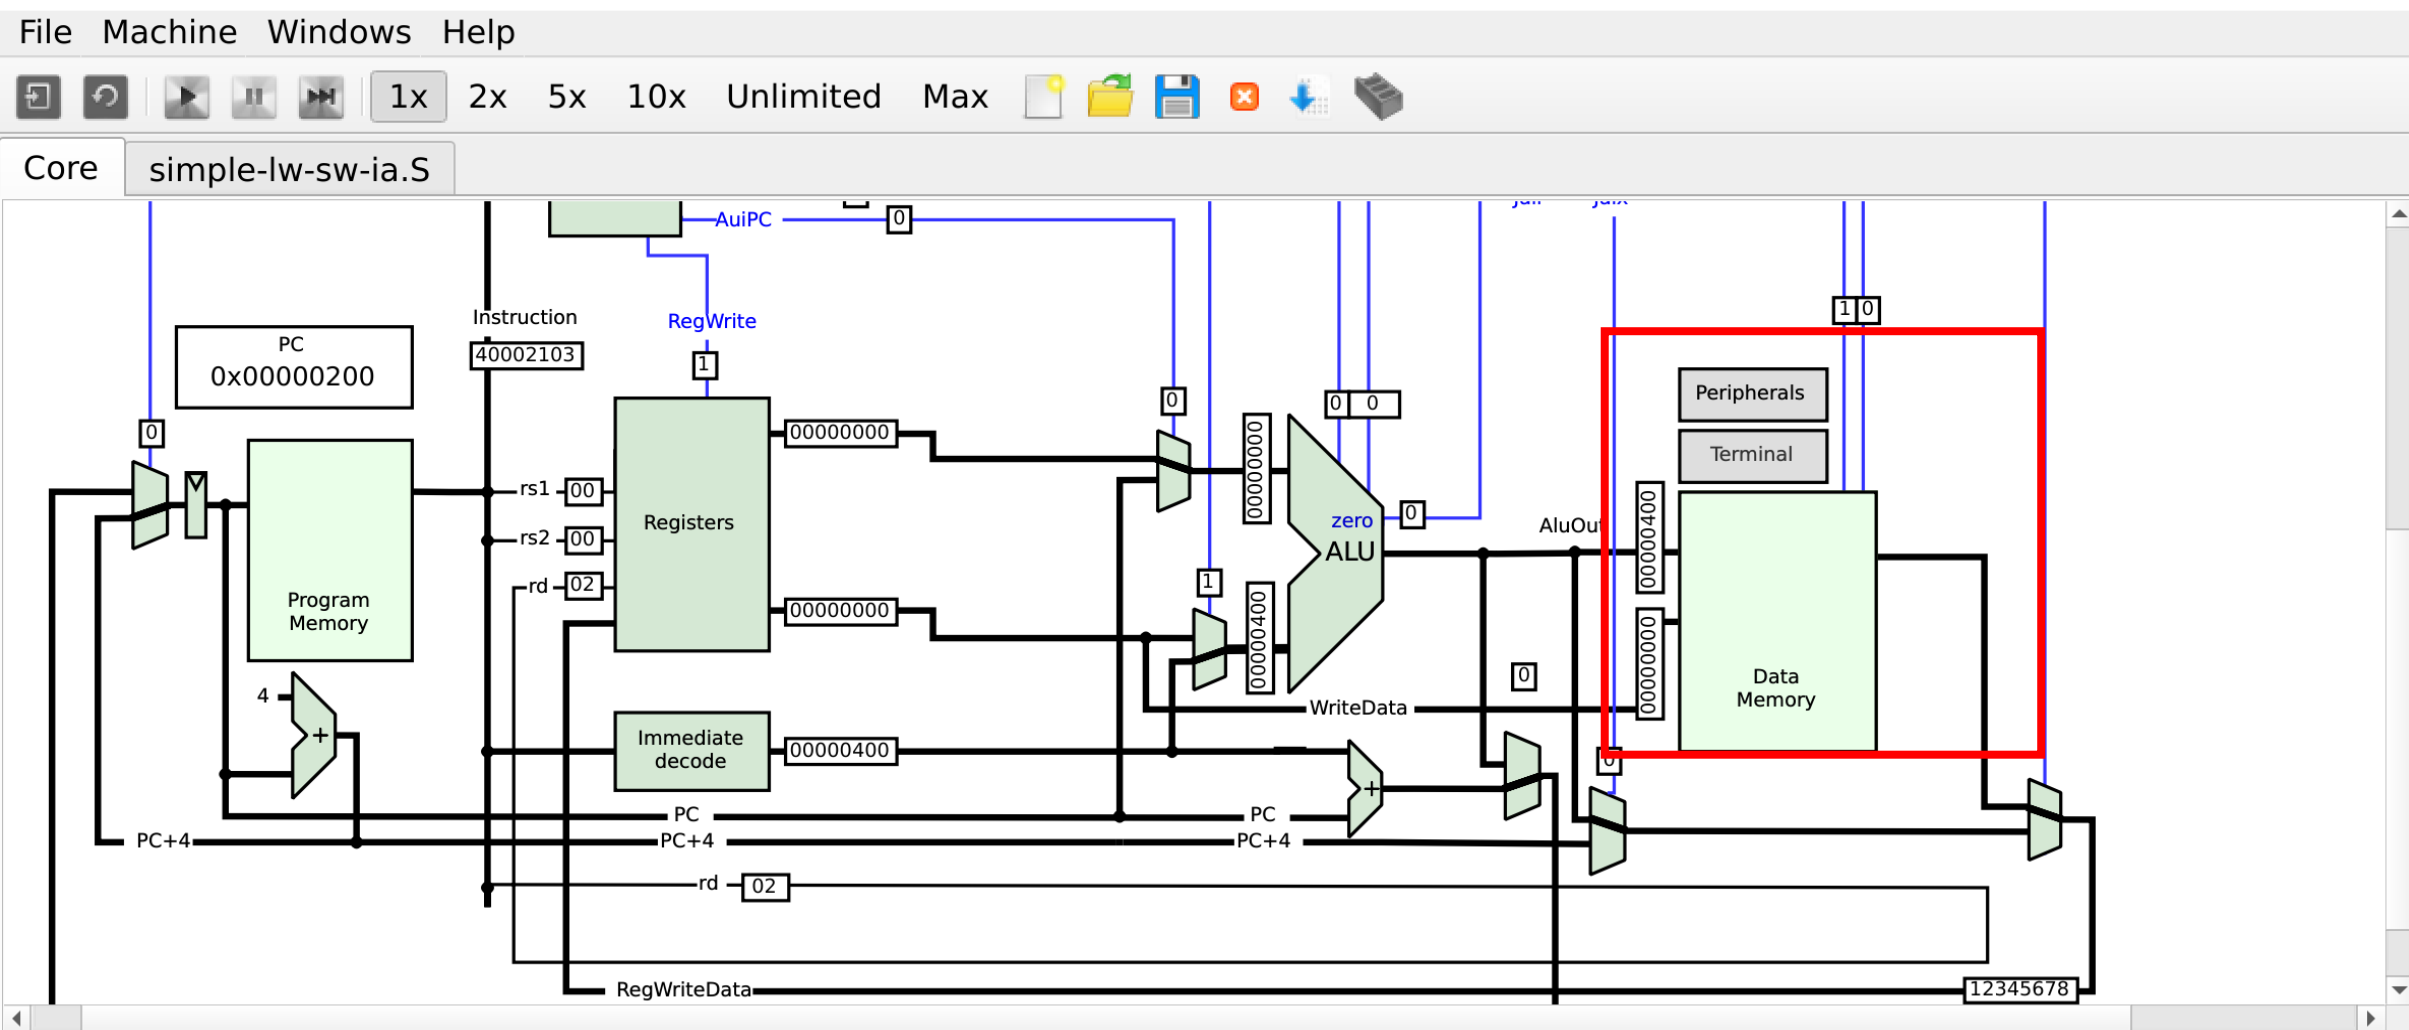 File Machine Windows Help
1x 2x 5x 10x Unlimited Max
Core simple-lw-sw-ia.S
AuiPC 0
Instruction
40002103
RegWrite
1
PC
0x00000200
1 0
0
0
0 0
Peripherals
Terminal
00000000
00000000
rs1 00
rs2 00
rd 02
Registers
00000000
zero 0
ALU
AluOut
00000400
1
00000400
00000000
Program
Memory
0
Data
Memory
4
+
WriteData
Immediate
decode
00000400
+
0
PC PC
PC+4 PC+4 PC+4
rd 02
RegWriteData 12345678